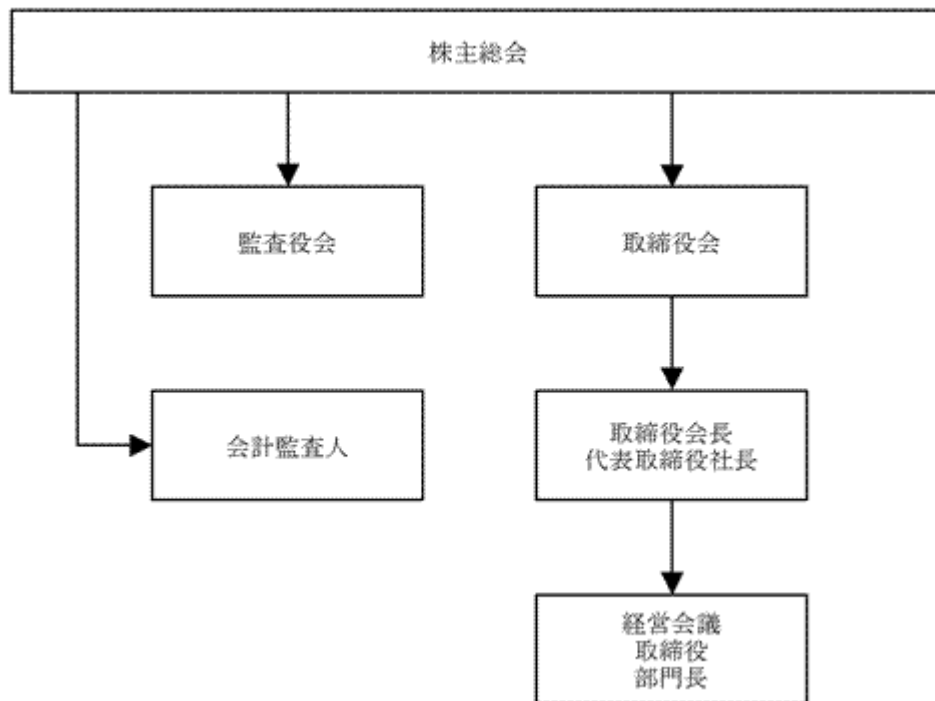 株主総会
監査役会
取締役会
会計監査人
取締役会長
代表取締役社長
経営会議
取締役
部門長